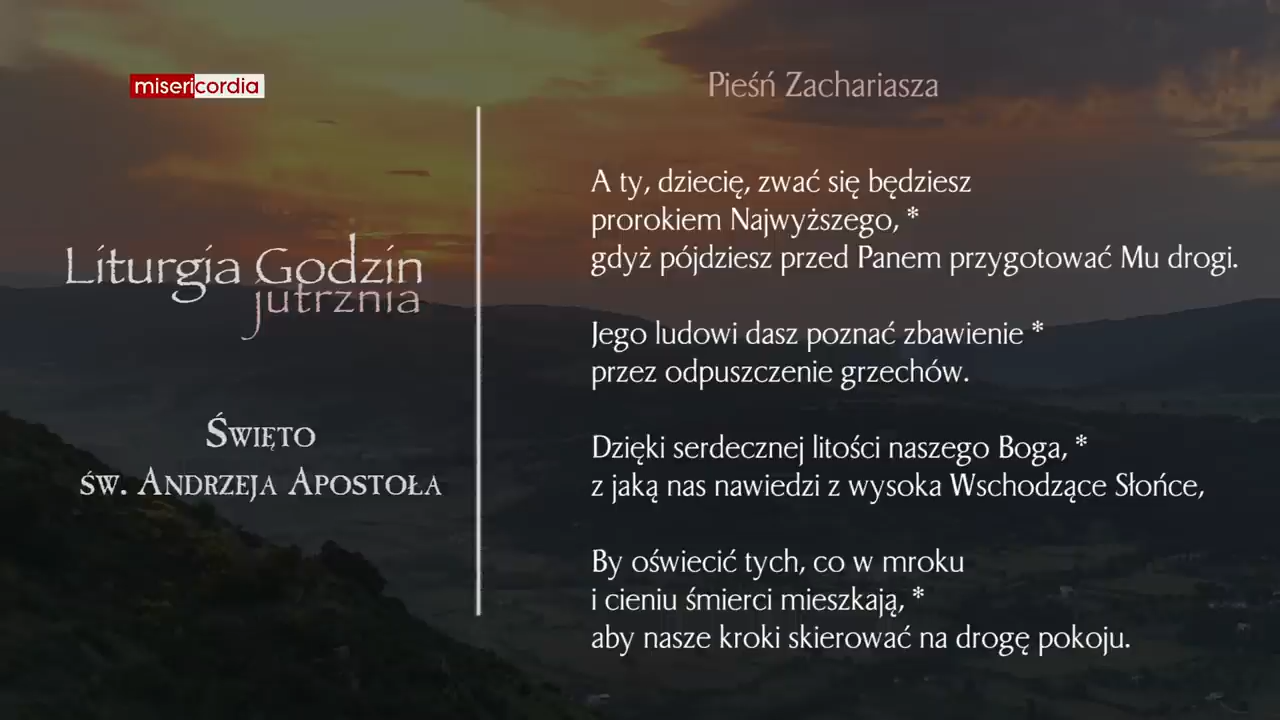 misericordia
Liturgia Godzin
jutrznia
Święto
św. Andrzeja Apostoła
Pieśń Zachariasza
A ty, dziecię, zwać się będziesz
prorokiem Najwyższego, *
gdyż pójdziesz przed Panem przygotować Mu drogi.
Jego ludowi dasz poznać zbawienie *
przez odpuszczenie grzechów.
Dzięki serdecznej litości naszego Boga, *
z jaką nas nawiedzi z wysoka Wschodzące Słońce,
By oświecić tych, co w mroku
i cieniu śmierci mieszkają, *
aby nasze kroki skierować na drogę pokoju.